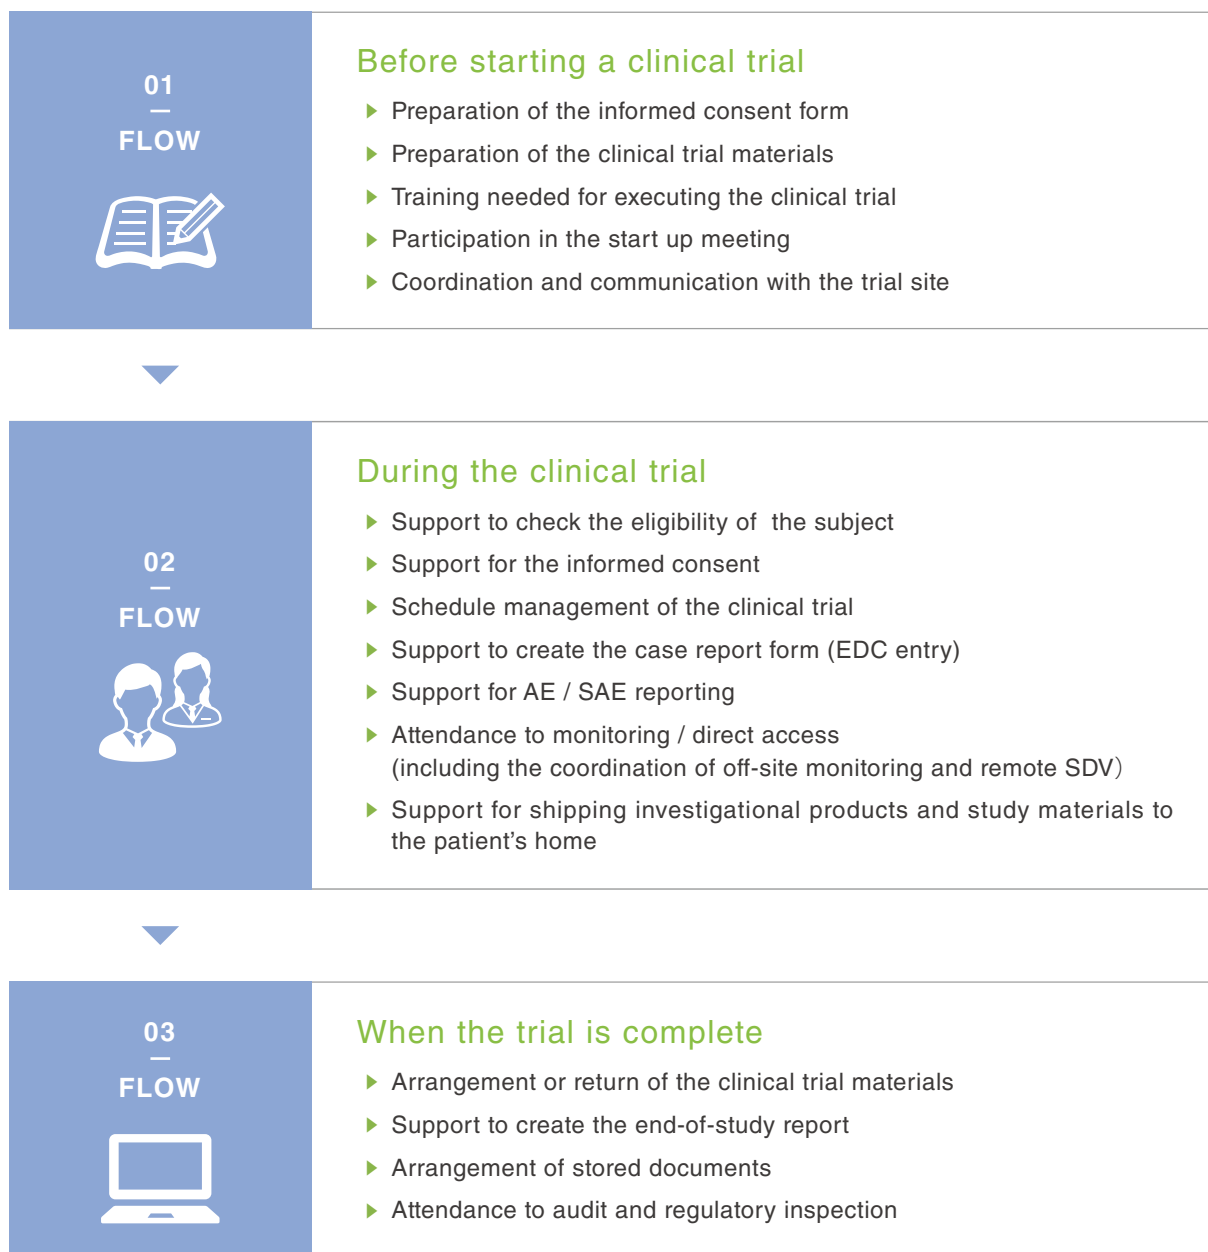 01
FLOW
Before starting a clinical trial
Preparation of the informed consent form
Preparation of the clinical trial materials
Training needed for executing the clinical trial
Participation in the start up meeting
Coordination and communication with the trial site
02
FLOW
During the clinical trial
Support to check the eligibility of  the subject
Support for the informed consent
Schedule management of the clinical trial
Support to create the case report form (EDC entry)
Support for AE / SAE reporting
Attendance to monitoring / direct access
(including the coordination of off-site monitoring and remote SDV）
Support for shipping investigational products and study materials to
the patient’s home
03
FLOW
When the trial is complete
Arrangement or return of the clinical trial materials
Support to create the end-of-study report
Arrangement of stored documents
Attendance to audit and regulatory inspection